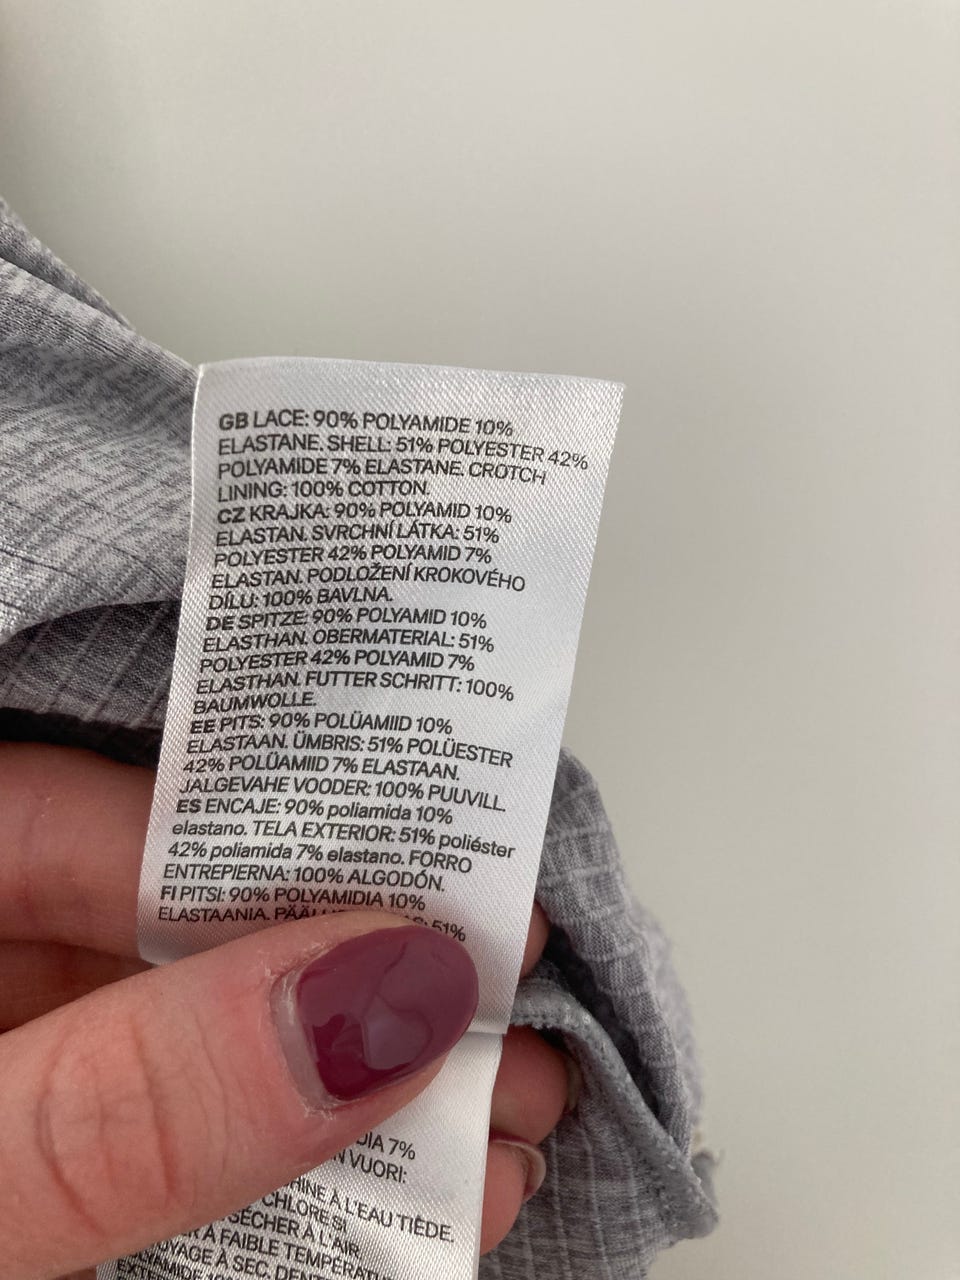 GB LACE: 90% POLYAMIDE 10%
ELASTANE. SHELL: 51% POLYESTER 42%
POLYAMIDE 7% ELASTANE. CROTCH
LINING: 100% COTTON.
CZ KRAJKA: 90% POLYAMID 10%
ELASTAN. SVRCHNÍ LÁTKA: 51%
POLYESTER 42% POLYAMID 7%
ELASTAN. PODLOŽENÍ KROKOVÉHO
DÍLU: 100% BAVLNA.
DE SPITZE: 90% POLYAMID 10%
ELASTHAN. OBERMATERIAL: 51%
POLYESTER 42% POLYAMID 7%
ELASTHAN. FUTTER SCHRITT: 100%
BAUMWOLLE.
EE PITS: 90% POLÜAMIID 10%
ELASTAAN. ÜMBRIS: 51% POLÜESTER
42% POLÜAMIID 7% ELASTAAN.
JALGEVAHE VOODER: 100% PUUVILL.
ES ENCAJE: 90% poliamida 10%
elastano. TELA EXTERIOR: 51% poliéster
42% poliamida 7% elastano. FORRO
ENTREPIERNA: 100% ALGODÓN.
FI PITSI: 90% POLYAMIDIA 10%
ELASTAANIA. 51%
7%
VUORI:
À L'EAU TIÈDE.
CHLORE SI
SÉCHER À L'AIR.
À FAIBLE TEMPÉRATU
À SEC. DENT